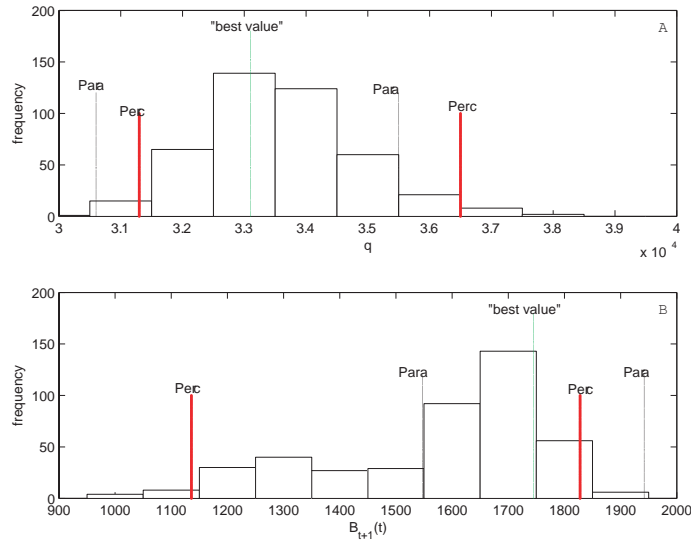 200
150
100
50
0
frequency
"best value"
A
Para
Perc
Para
Perc
3 3.1 3.2 3.3 3.4 3.5 3.6 3.7 3.8 3.9 4
q
x 10^4
200
150
100
50
0
frequency
"best value"
B
Perc
Para
Perc
Para
900 1000 1100 1200 1300 1400 1500 1600 1700 1800 1900 2000
B_{t+1}(t)